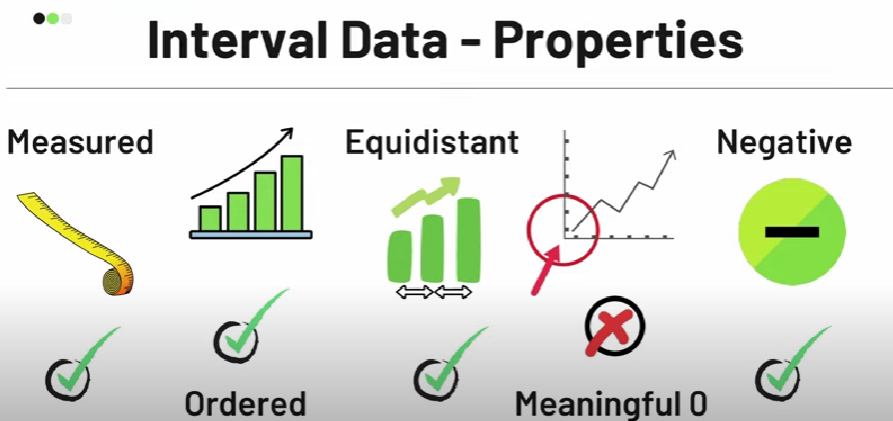 Interval Data - Properties
Measured
Equidistant
Negative
Ordered
Meaningful 0